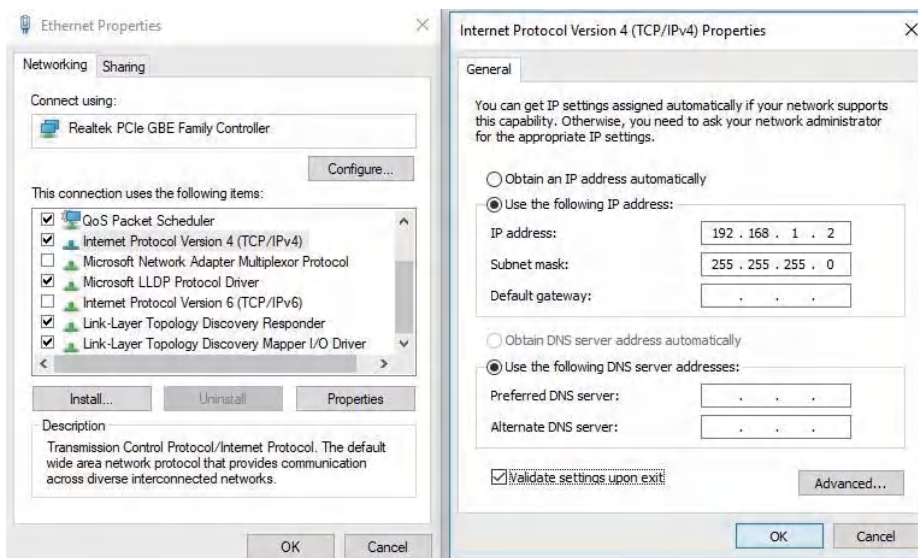 Ethernet Properties
Networking
Sharing
Connect using:
Realtek PCIe GBE Family Controller
Configure...
This connection uses the following items:
QoS Packet Scheduler
Internet Protocol Version 4 (TCP/IPv4)
Microsoft Network Adapter Multiplexor Protocol
Microsoft LLDP Protocol Driver
Internet Protocol Version 6 (TCP/IPv6)
Link-Layer Topology Discovery Responder
Link-Layer Topology Discovery Mapper I/O Driver
Install...
Uninstall
Properties
Description
Transmission Control Protocol/Internet Protocol. The default
wide area network protocol that provides communication
across diverse interconnected networks.
OK
Cancel
Internet Protocol Version 4 (TCP/IPv4) Properties
General
You can get IP settings assigned automatically if your network supports
this capability. Otherwise, you need to ask your network administrator
for the appropriate IP settings.
Obtain an IP address automatically
Use the following IP address:
IP address: 192 . 168 . 1 . 2
Subnet mask: 255 . 255 . 255 . 0
Default gateway: . . .
Obtain DNS server address automatically
Use the following DNS server addresses:
Preferred DNS server: . . .
Alternate DNS server: . . .
Validate settings upon exit
Advanced...
OK
Cancel